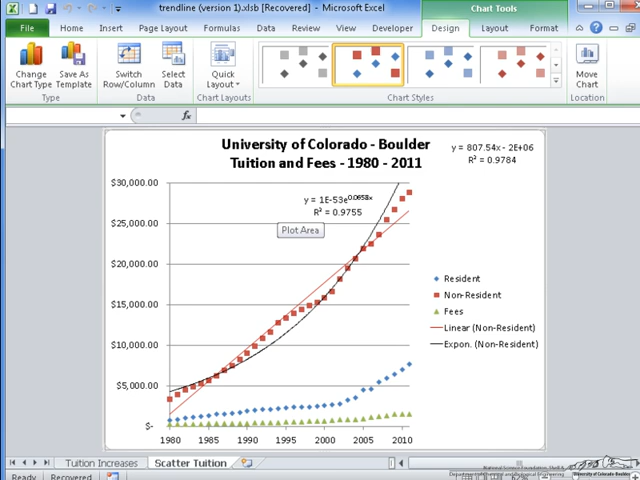 trendline (version 1).xlsb [Recovered] - Microsoft Excel
Chart Tools
File Home Insert Page Layout Formulas Data Review View Developer Design Layout Format
Change Chart Type
Save As Template
Switch Row/Column
Select Data
Quick Layout
Move Chart
Type Data Chart Layouts Chart Styles Location
fx
University of Colorado - Boulder
Tuition and Fees - 1980 - 2011
y = 807.54x - 2E+06
R² = 0.9784
$30,000.00
y = 1E-53e^0.0658x
R² = 0.9755
$25,000.00
Plot Area
$20,000.00
$15,000.00
$10,000.00
$5,000.00
$-
1980 1985 1990 1995 2000 2005 2010
Resident
Non-Resident
Fees
Linear (Non-Resident)
Expon. (Non-Resident)
Tuition Increases Scatter Tuition
Ready Recovered
University of Colorado Boulder
62%